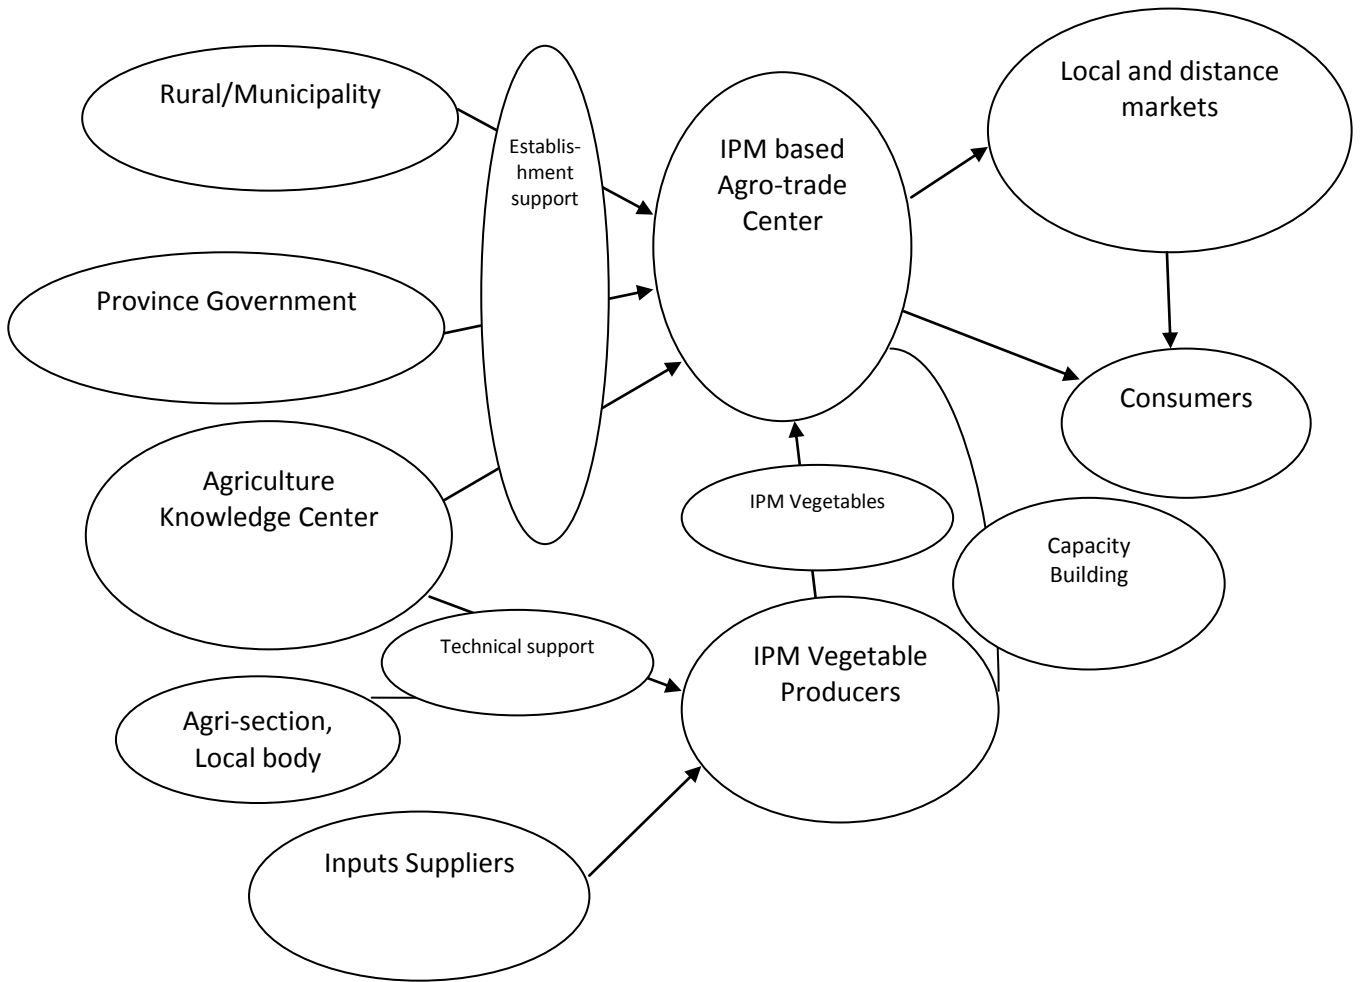 Rural/Municipality
Establis-
hment
support
IPM based
Agro-trade
Center
Local and distance
markets
Province Government
Consumers
Agriculture
Knowledge Center
IPM Vegetables
Capacity
Building
Technical support
IPM Vegetable
Producers
Agri-section,
Local body
Inputs Suppliers